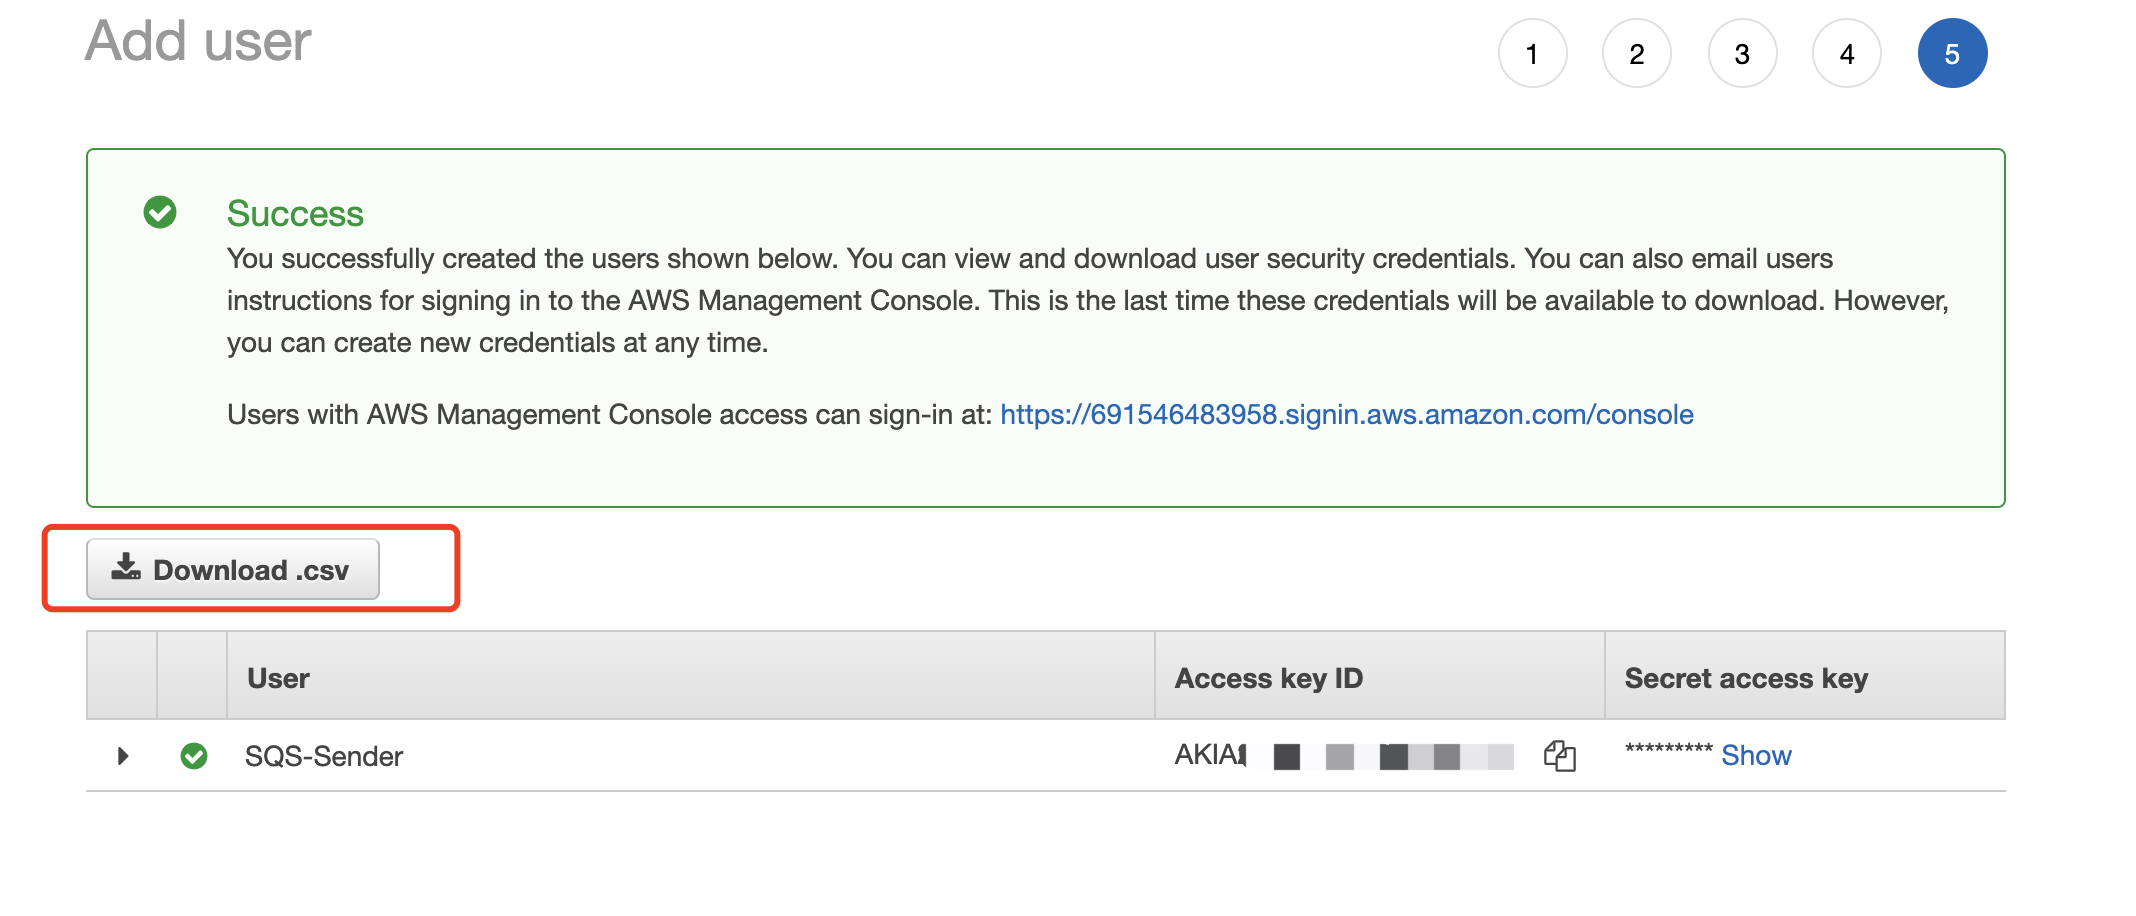 Add user
1 2 3 4 5
Success
You successfully created the users shown below. You can view and download user security credentials. You can also email users
instructions for signing in to the AWS Management Console. This is the last time these credentials will be available to download. However,
you can create new credentials at any time.
Users with AWS Management Console access can sign-in at: https://691546483958.signin.aws.amazon.com/console
Download .csv
User Access key ID Secret access key
SQS-Sender AKIA ********* Show